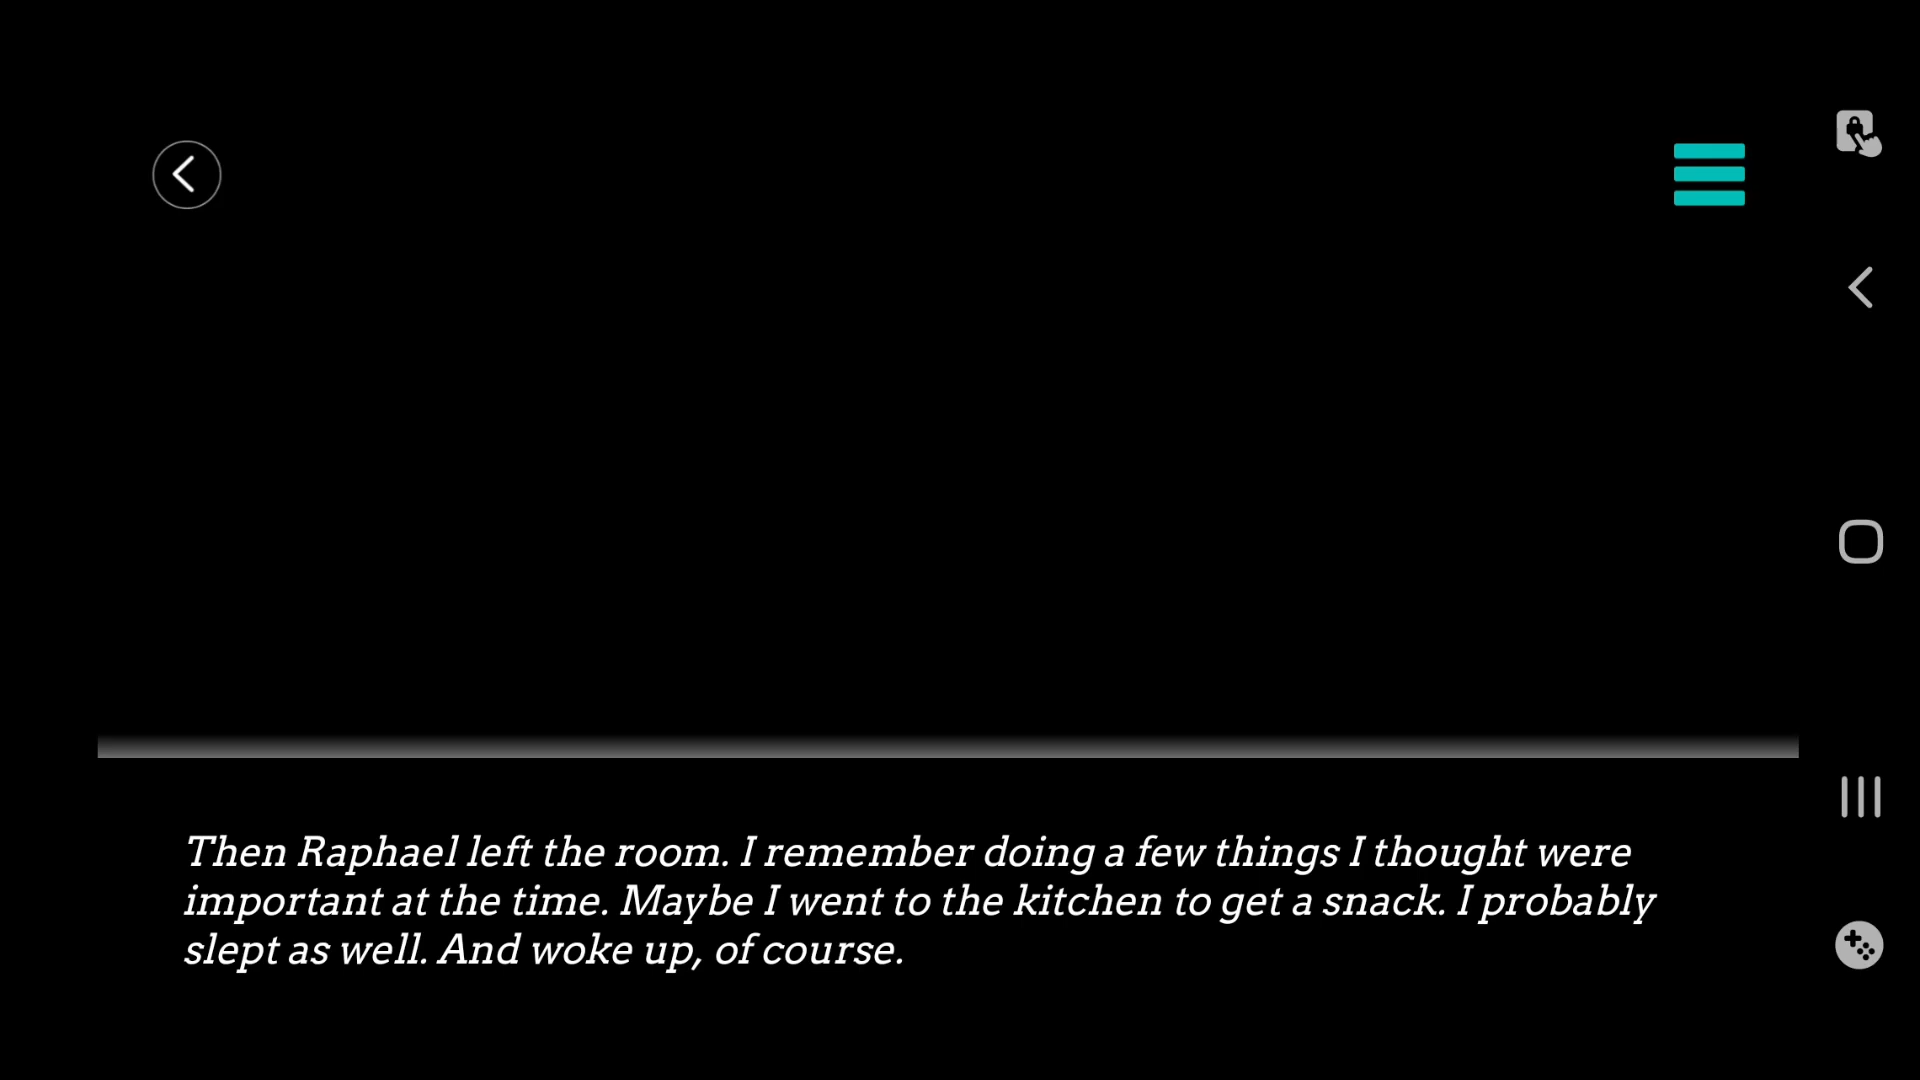 Then Raphael left the room. I remember doing a few things I thought were
important at the time. Maybe I went to the kitchen to get a snack. I probably
slept as well. And woke up, of course.